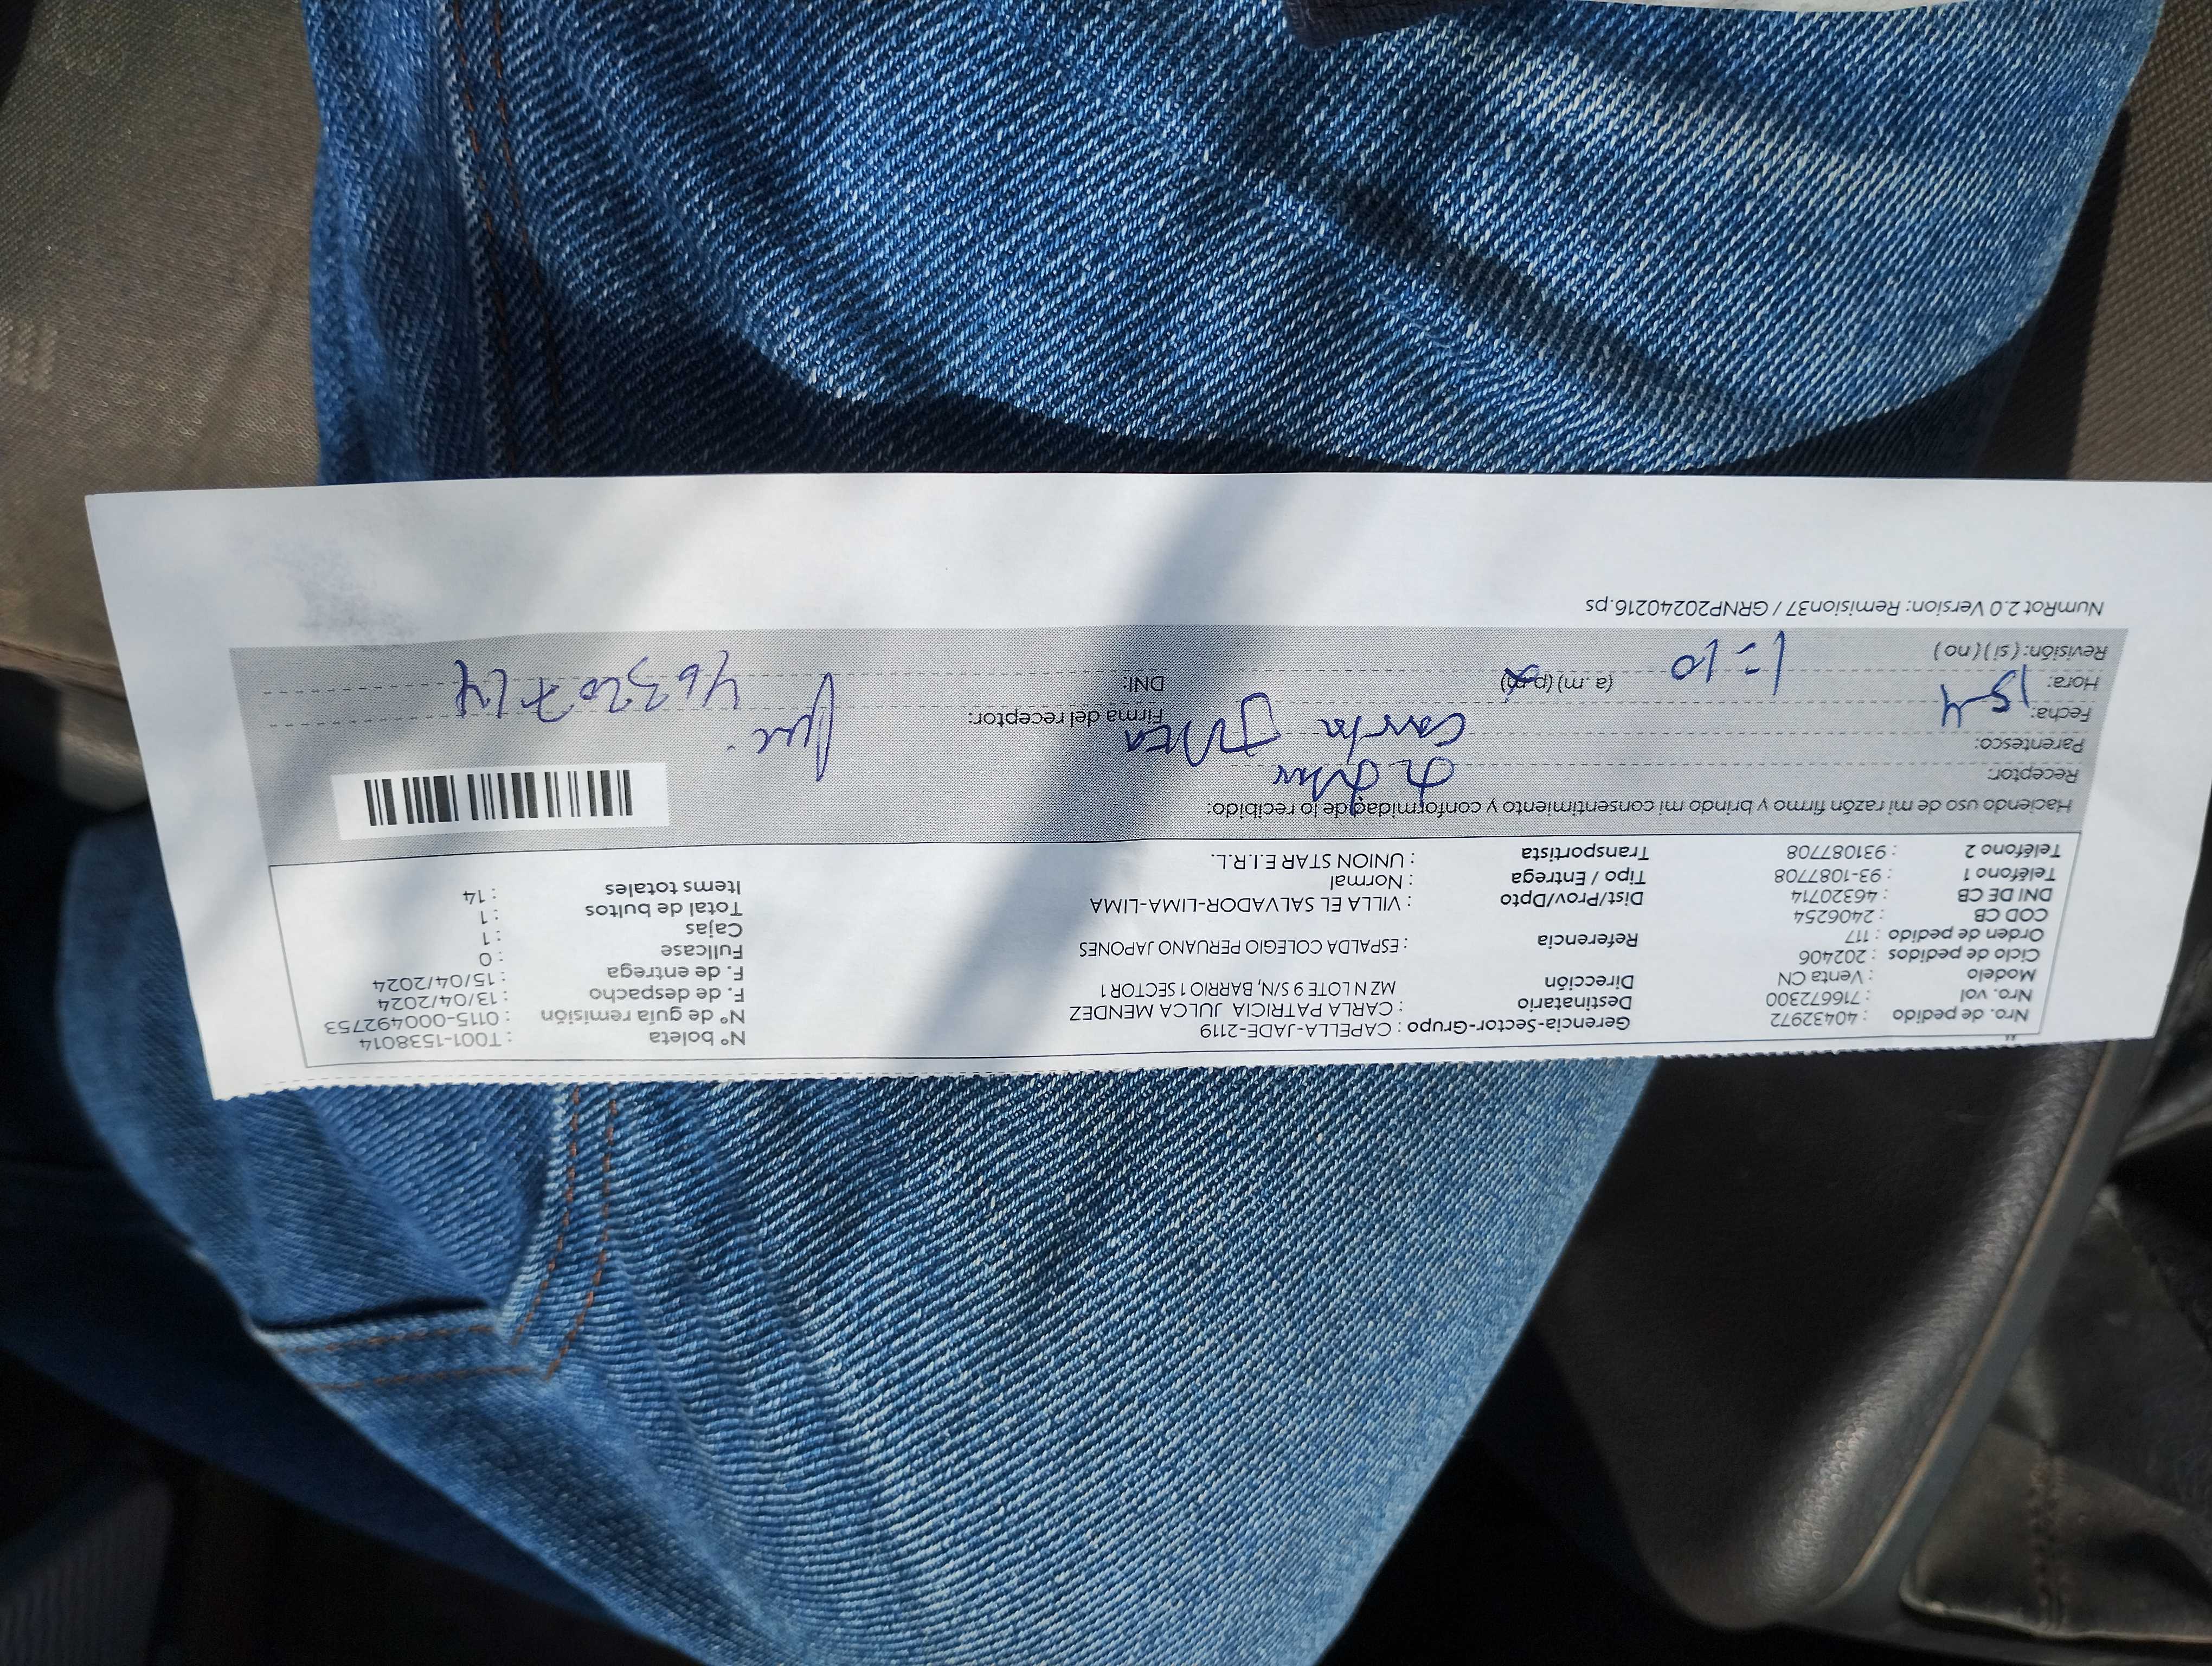 Nro. de pedido : 40432972 Gerencia-Sector-Grupo : CAPELLA-JADE-2119 N° boleta : T001-1538014
Nro. vol : 716672300 Destinatario : CARLA PATRICIA JULCA MENDEZ N° de guía remisión : 0115-000492753
Modelo : Venta CN Dirección MZ N LOTE 9 S/N, BARRIO 1 SECTOR 1 F. de despacho : 13/04/2024
Ciclo de pedidos : 202406 F. de entrega : 15/04/2024
Orden de pedido : 117 Referencia : ESPALDA COLEGIO PERUANO JAPONES Fullcase : 0
COD CB : 2406254 Cajas : 1
DNI DE CB : 46320714 Dist/Prov/Dpto : VILLA EL SALVADOR-LIMA-LIMA Total de bultos : 1
Teléfono 1 : 93-1087708 Tipo / Entrega : Normal Items totales : 14
Teléfono 2 : 931087708 Transportista : UNION STAR E.I.R.L.
Haciendo uso de mi razón firmo y brindo mi consentimiento y conformidad de lo recibido:
Receptor:
Parentesco: Carla
Fecha: 15-4 Firma del receptor:
Hora: 1=10 (a.m.) (p.m) DNI: 46320714
Revisión: ( si ) ( no )
NumRot 2.0 Version: Remision37 / GRNP20240216.ps